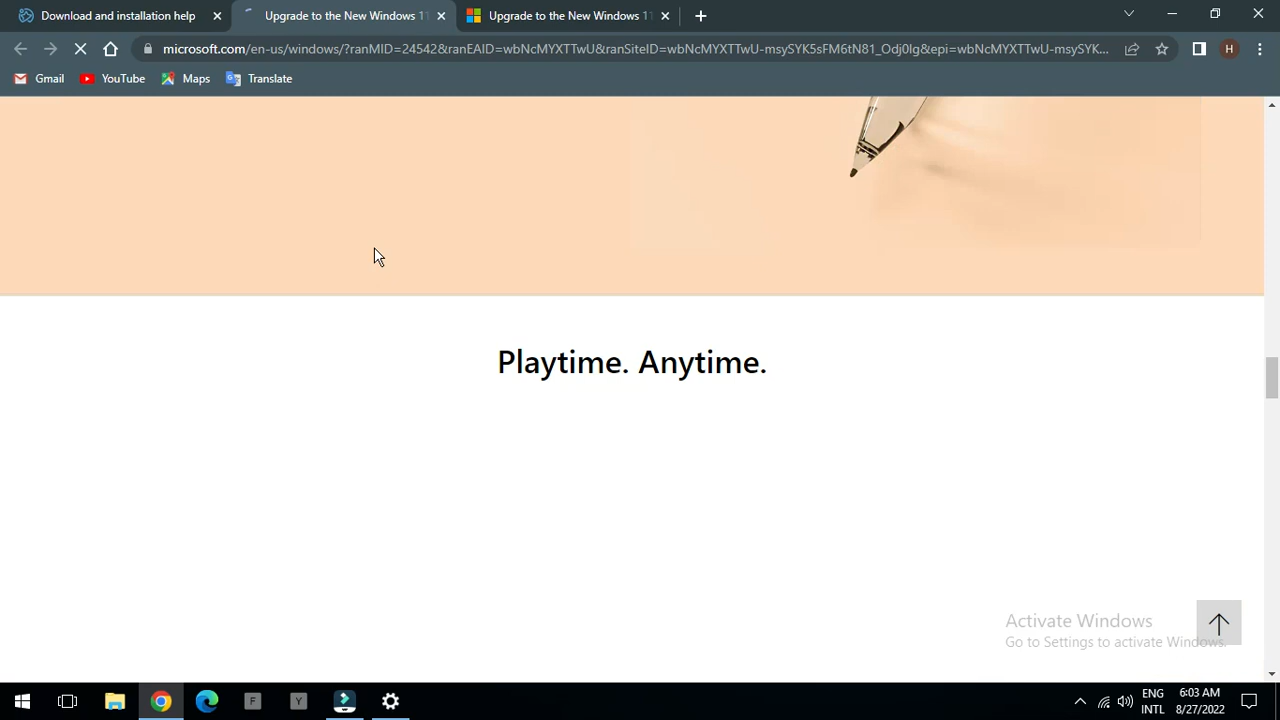 Download and installation help
Upgrade to the New Windows 11
Upgrade to the New Windows 11
microsoft.com/en-us/windows/?ranMID=24542&ranEAID=wbNcMYXTTwU&ranSiteID=wbNcMYXTTwU-msySYK5sFM6tN81_Odj0lg&epi=wbNcMYXTTwU-msySYK...
H
Gmail
YouTube
Maps
Translate
Playtime. Anytime.
Activate Windows
Go to Settings to activate Windows.
F
Y
ENG
INTL
6:03 AM
8/27/2022